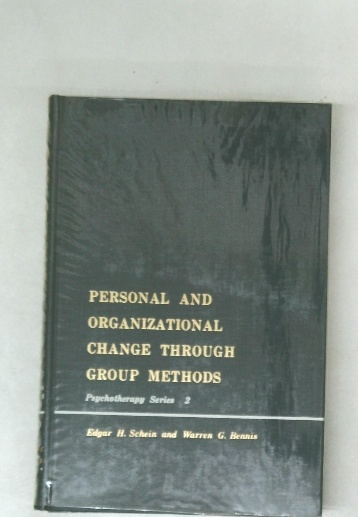 PERSONAL AND
ORGANIZATIONAL
CHANGE THROUGH
GROUP METHODS
Psychotherapy Series 2
Edgar H. Schein and Warren G. Bennis